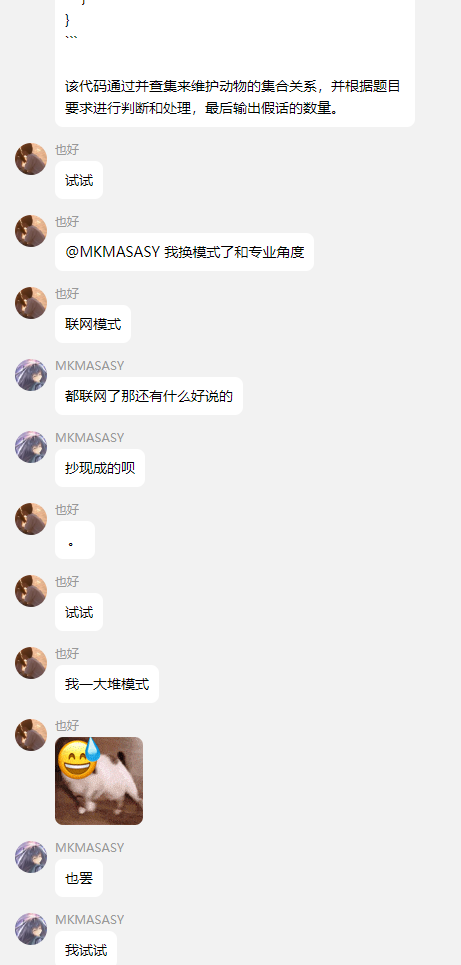 }
```
该代码通过并查集来维护动物的集合关系，并根据题目
要求进行判断和处理，最后输出假话的数量。
也好
试试
也好
@MKMASASY 我换模式了和专业角度
也好
联网模式
MKMASASY
都联网了那还有什么好说的
MKMASASY
抄现成的呗
也好
。
也好
试试
也好
我一大堆模式
也好
MKMASASY
也罢
MKMASASY
我试试